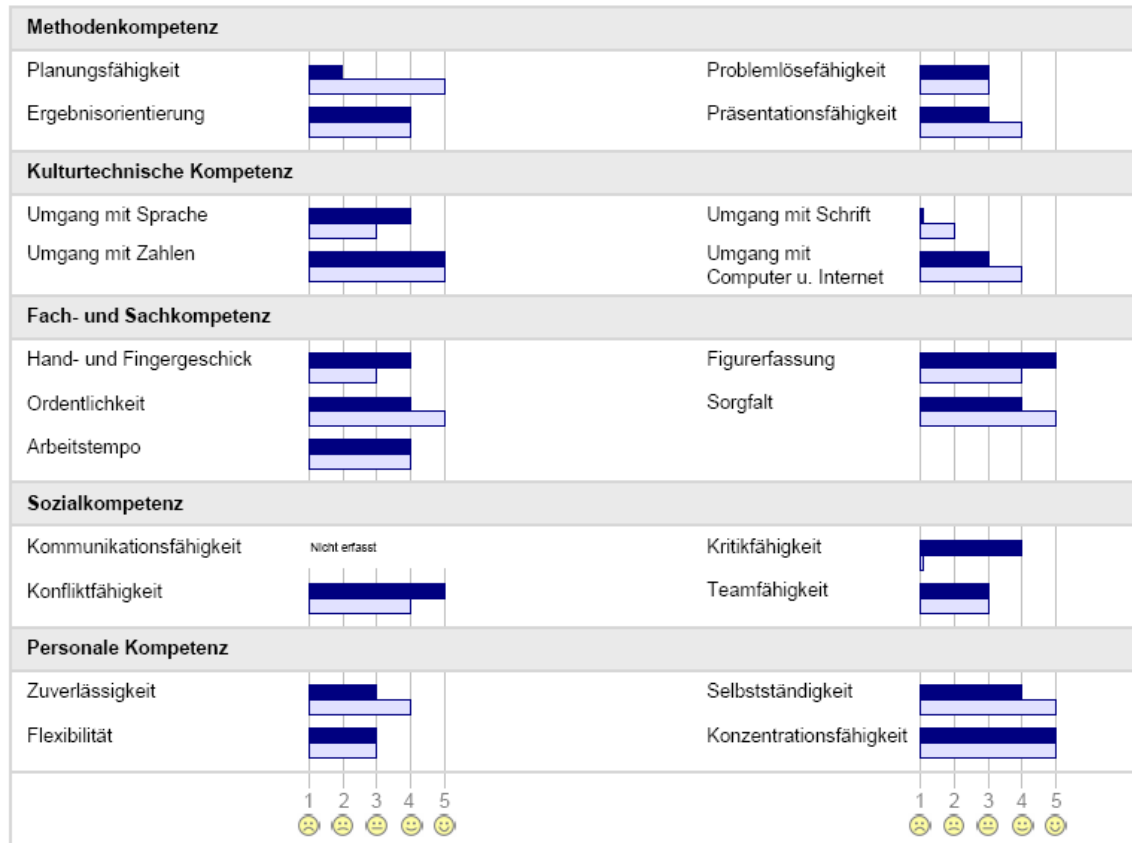 Methodenkompetenz
Planungsfähigkeit
Problemlösefähigkeit
Ergebnisorientierung
Präsentationsfähigkeit
Kulturtechnische Kompetenz
Umgang mit Sprache
Umgang mit Schrift
Umgang mit Zahlen
Umgang mit
Computer u. Internet
Fach- und Sachkompetenz
Hand- und Fingergeschick
Figurerfassung
Ordentlichkeit
Sorgfalt
Arbeitstempo
Sozialkompetenz
Kommunikationsfähigkeit
Nicht erfasst
Kritikfähigkeit
Konfliktfähigkeit
Teamfähigkeit
Personale Kompetenz
Zuverlässigkeit
Selbstständigkeit
Flexibilität
Konzentrationsfähigkeit
1 2 3 4 5
1 2 3 4 5